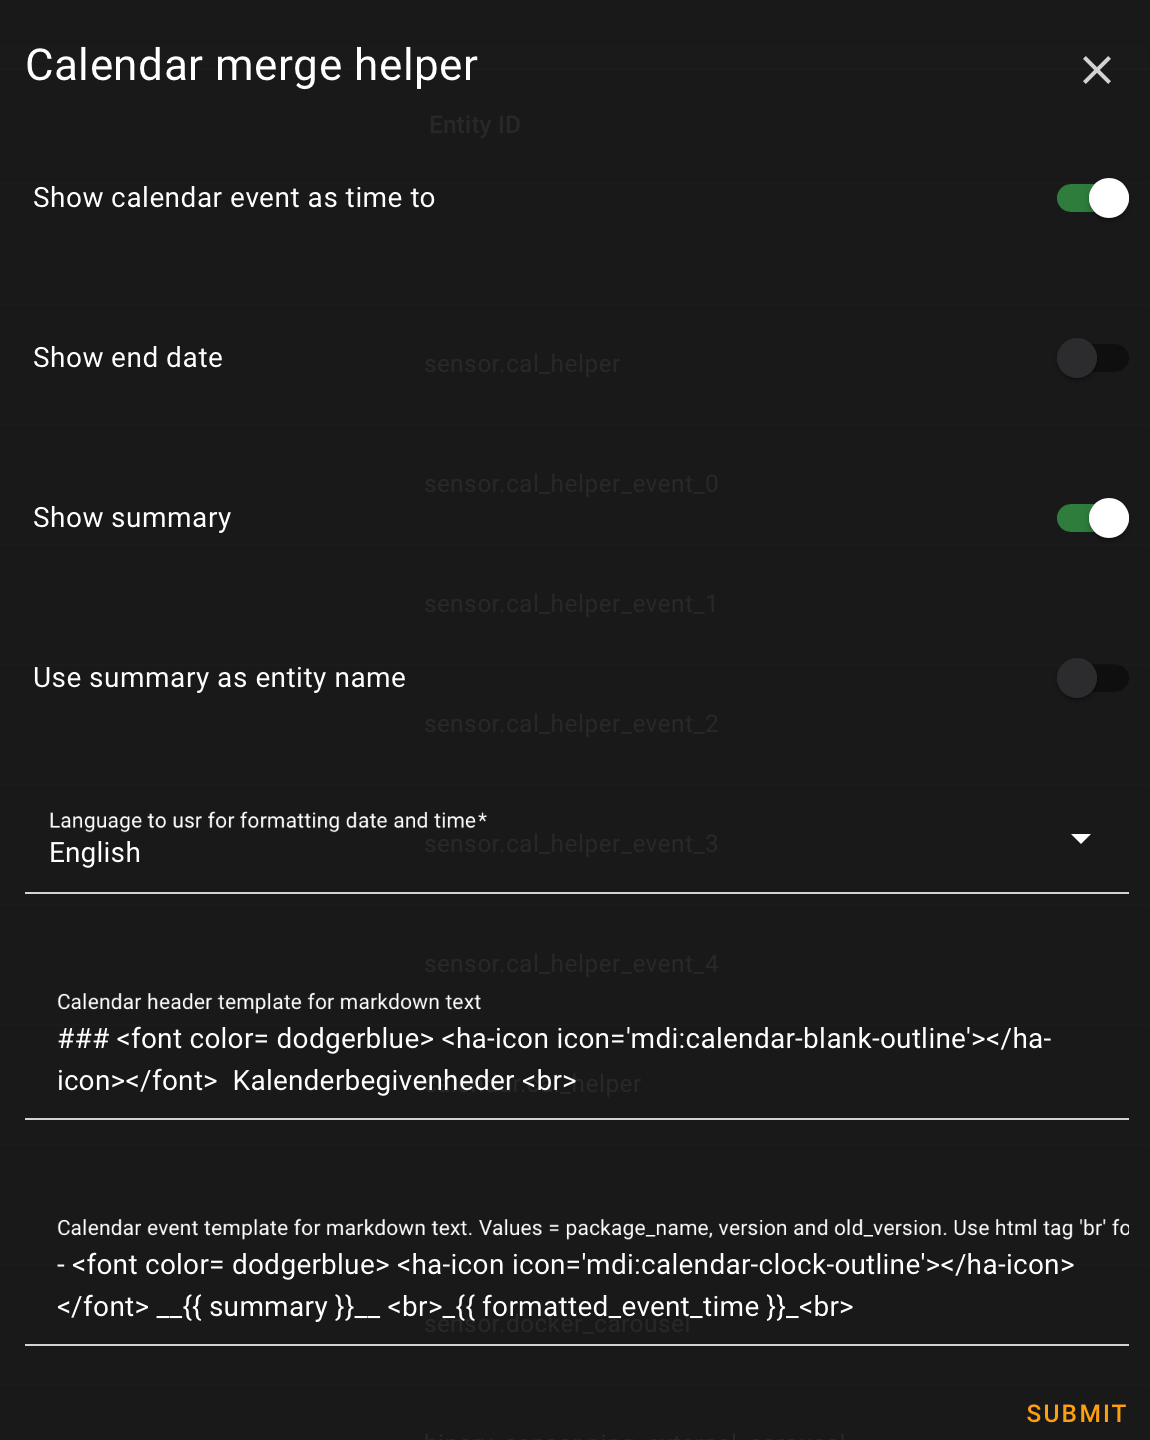 Calendar merge helper
Entity ID
Show calendar event as time to
Show end date
sensor.cal_helper
sensor.cal_helper_event_0
Show summary
sensor.cal_helper_event_1
Use summary as entity name
sensor.cal_helper_event_2
Language to usr for formatting date and time*
English
sensor.cal_helper_event_3
sensor.cal_helper_event_4
Calendar header template for markdown text
### <font color= dodgerblue> <ha-icon icon='mdi:calendar-blank-outline'></ha-
icon></font>  Kalenderbegivenheder <br>
Calendar event template for markdown text. Values = package_name, version and old_version. Use html tag 'br' fo
- <font color= dodgerblue> <ha-icon icon='mdi:calendar-clock-outline'></ha-icon>
</font> __{{ summary }}__ <br>_{{ formatted_event_time }}_<br>
sensor.docker_carousel
SUBMIT